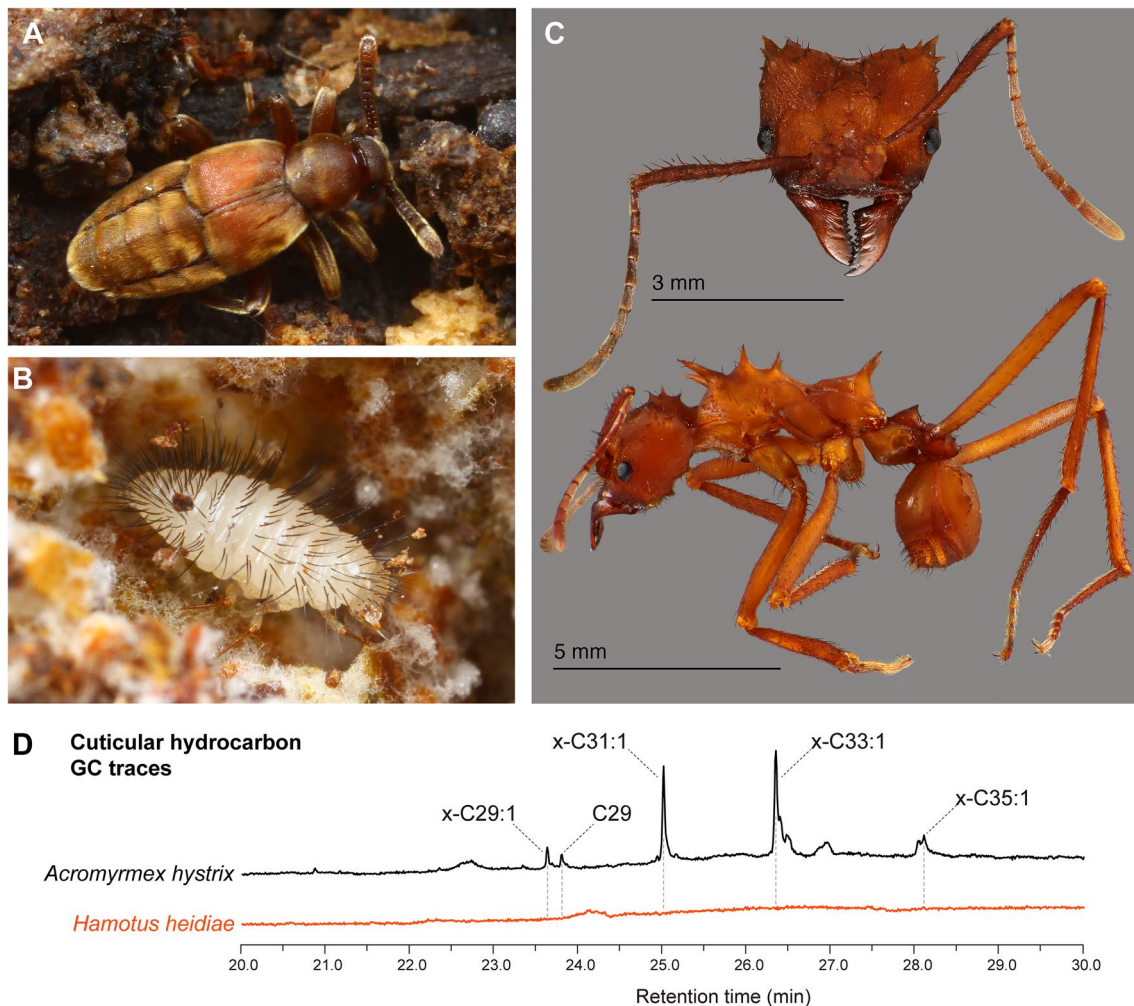 A
B
C
3 mm
5 mm
D
Cuticular hydrocarbon
GC traces
x-C29:1
C29
x-C31:1
x-C33:1
x-C35:1
Acromyrmex hystrix
Hamotus heidiae
20.0 21.0 22.0 23.0 24.0 25.0 26.0 27.0 28.0 29.0 30.0
Retention time (min)